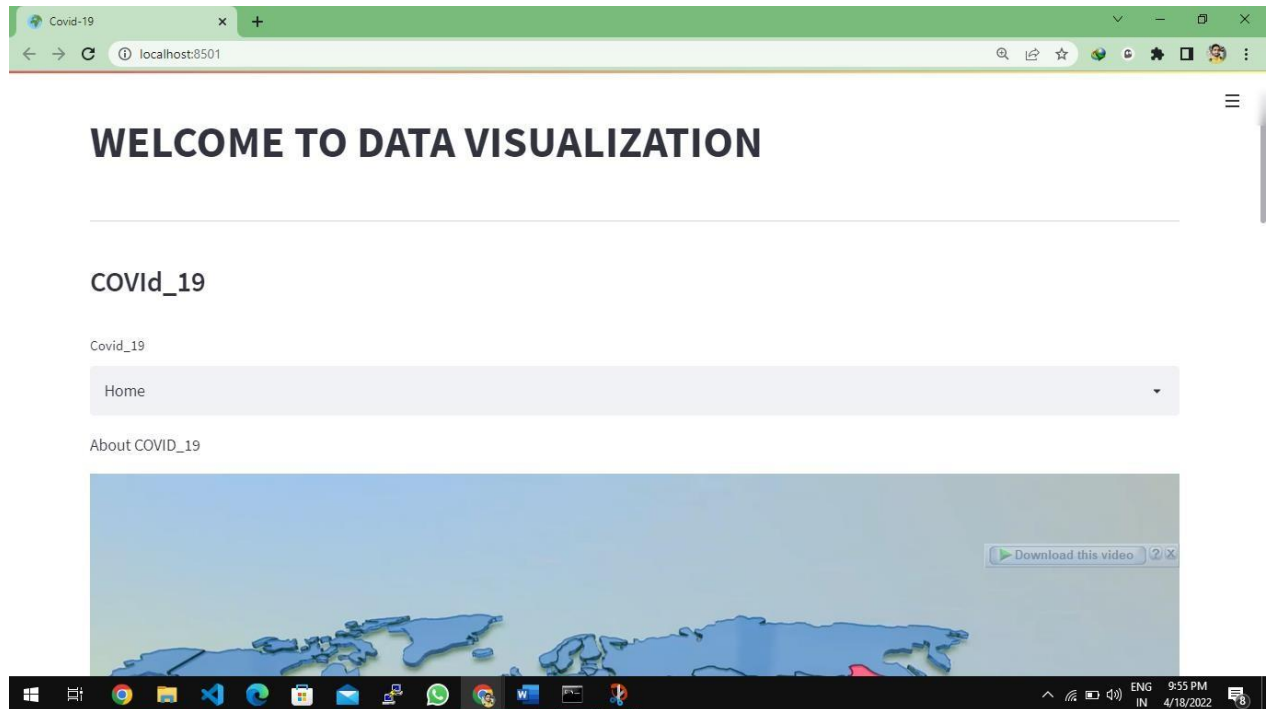 Covid-19
localhost:8501
WELCOME TO DATA VISUALIZATION
COVId_19
Covid_19
Home
About COVID_19
Download this video
ENG 9:55 PM
IN 4/18/2022
8